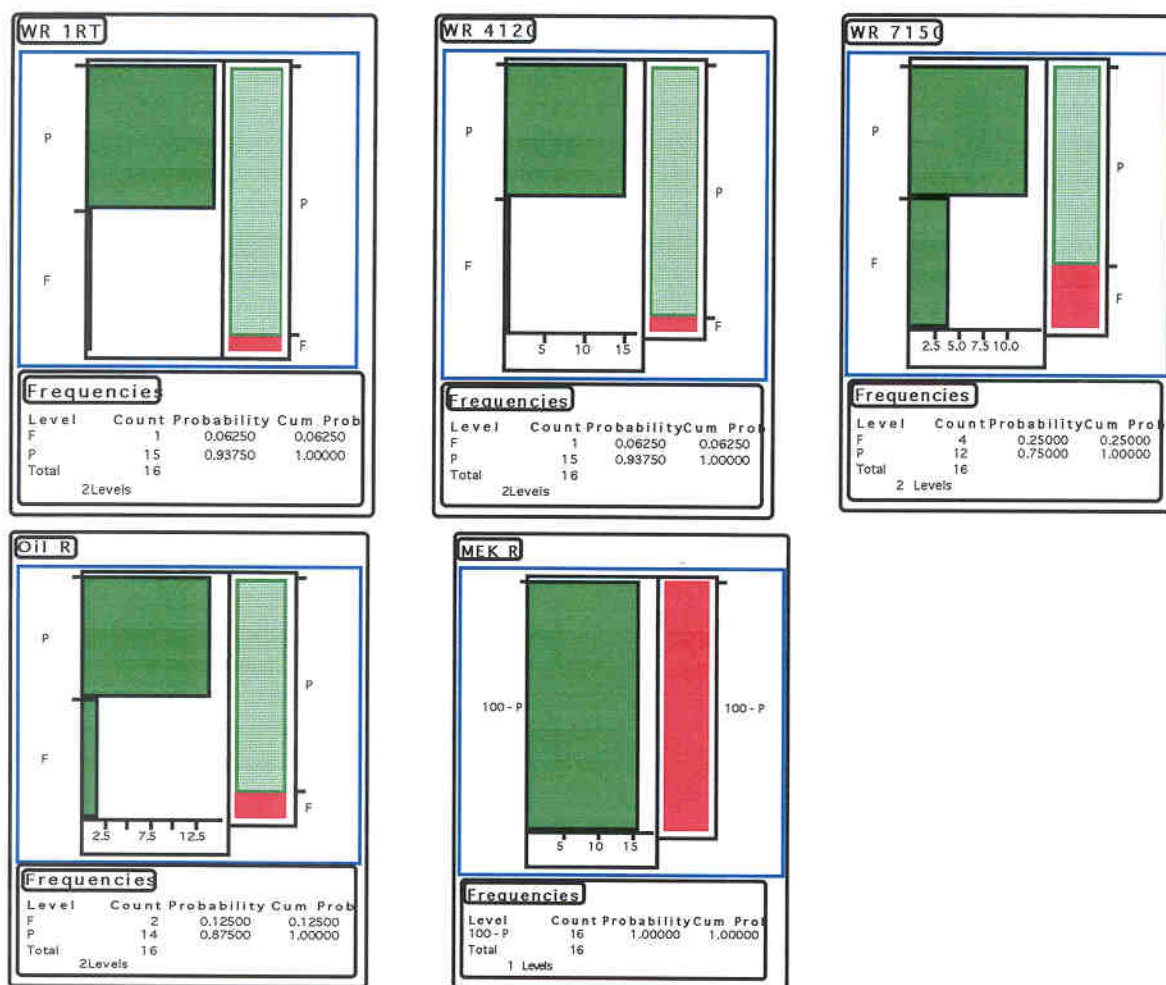 WR 1RT
P
F
P
F
Frequencies
Level Count Probability Cum Prob
F 1 0.06250 0.06250
P 15 0.93750 1.00000
Total 16
2Levels
WR 412
P
F
5 10 15
P
F
Frequencies
Level Count Probability Cum Prob
F 1 0.06250 0.06250
P 15 0.93750 1.00000
Total 16
2Levels
WR 715
P
F
2.5 5.0 7.5 10.0
P
F
Frequencies
Level Count Probability Cum Prob
F 4 0.25000 0.25000
P 12 0.75000 1.00000
Total 16
2 Levels
Oil R
P
F
2.5 7.5 12.5
P
F
Frequencies
Level Count Probability Cum Prob
F 2 0.12500 0.12500
P 14 0.87500 1.00000
Total 16
2Levels
MEK R
100-P
5 10 15
100-P
Frequencies
Level Count Probability Cum Prob
100-P 16 1.00000 1.00000
Total 16
1 Levels